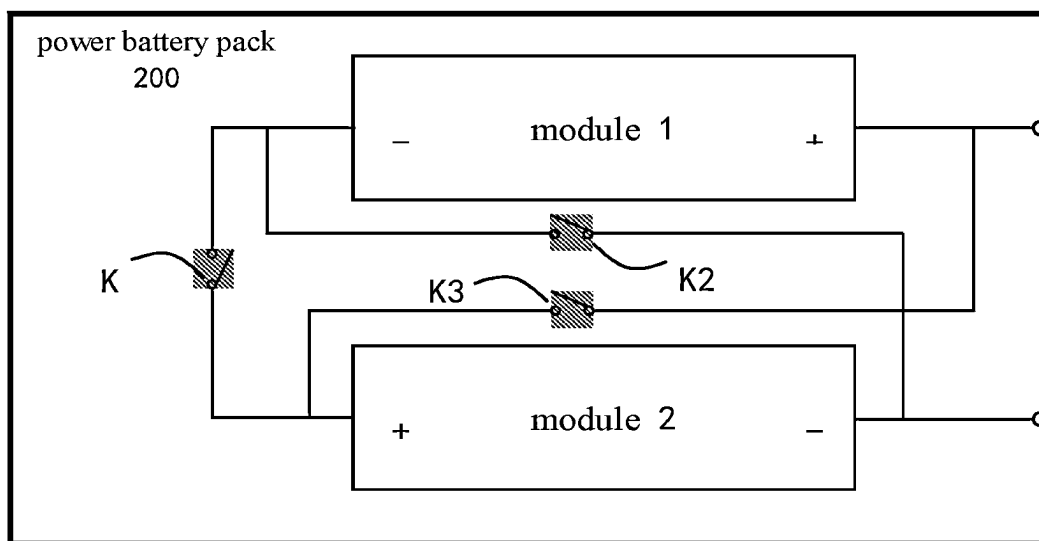 power battery pack
200
module 1
− +
K
K2
K3
module 2
+ −